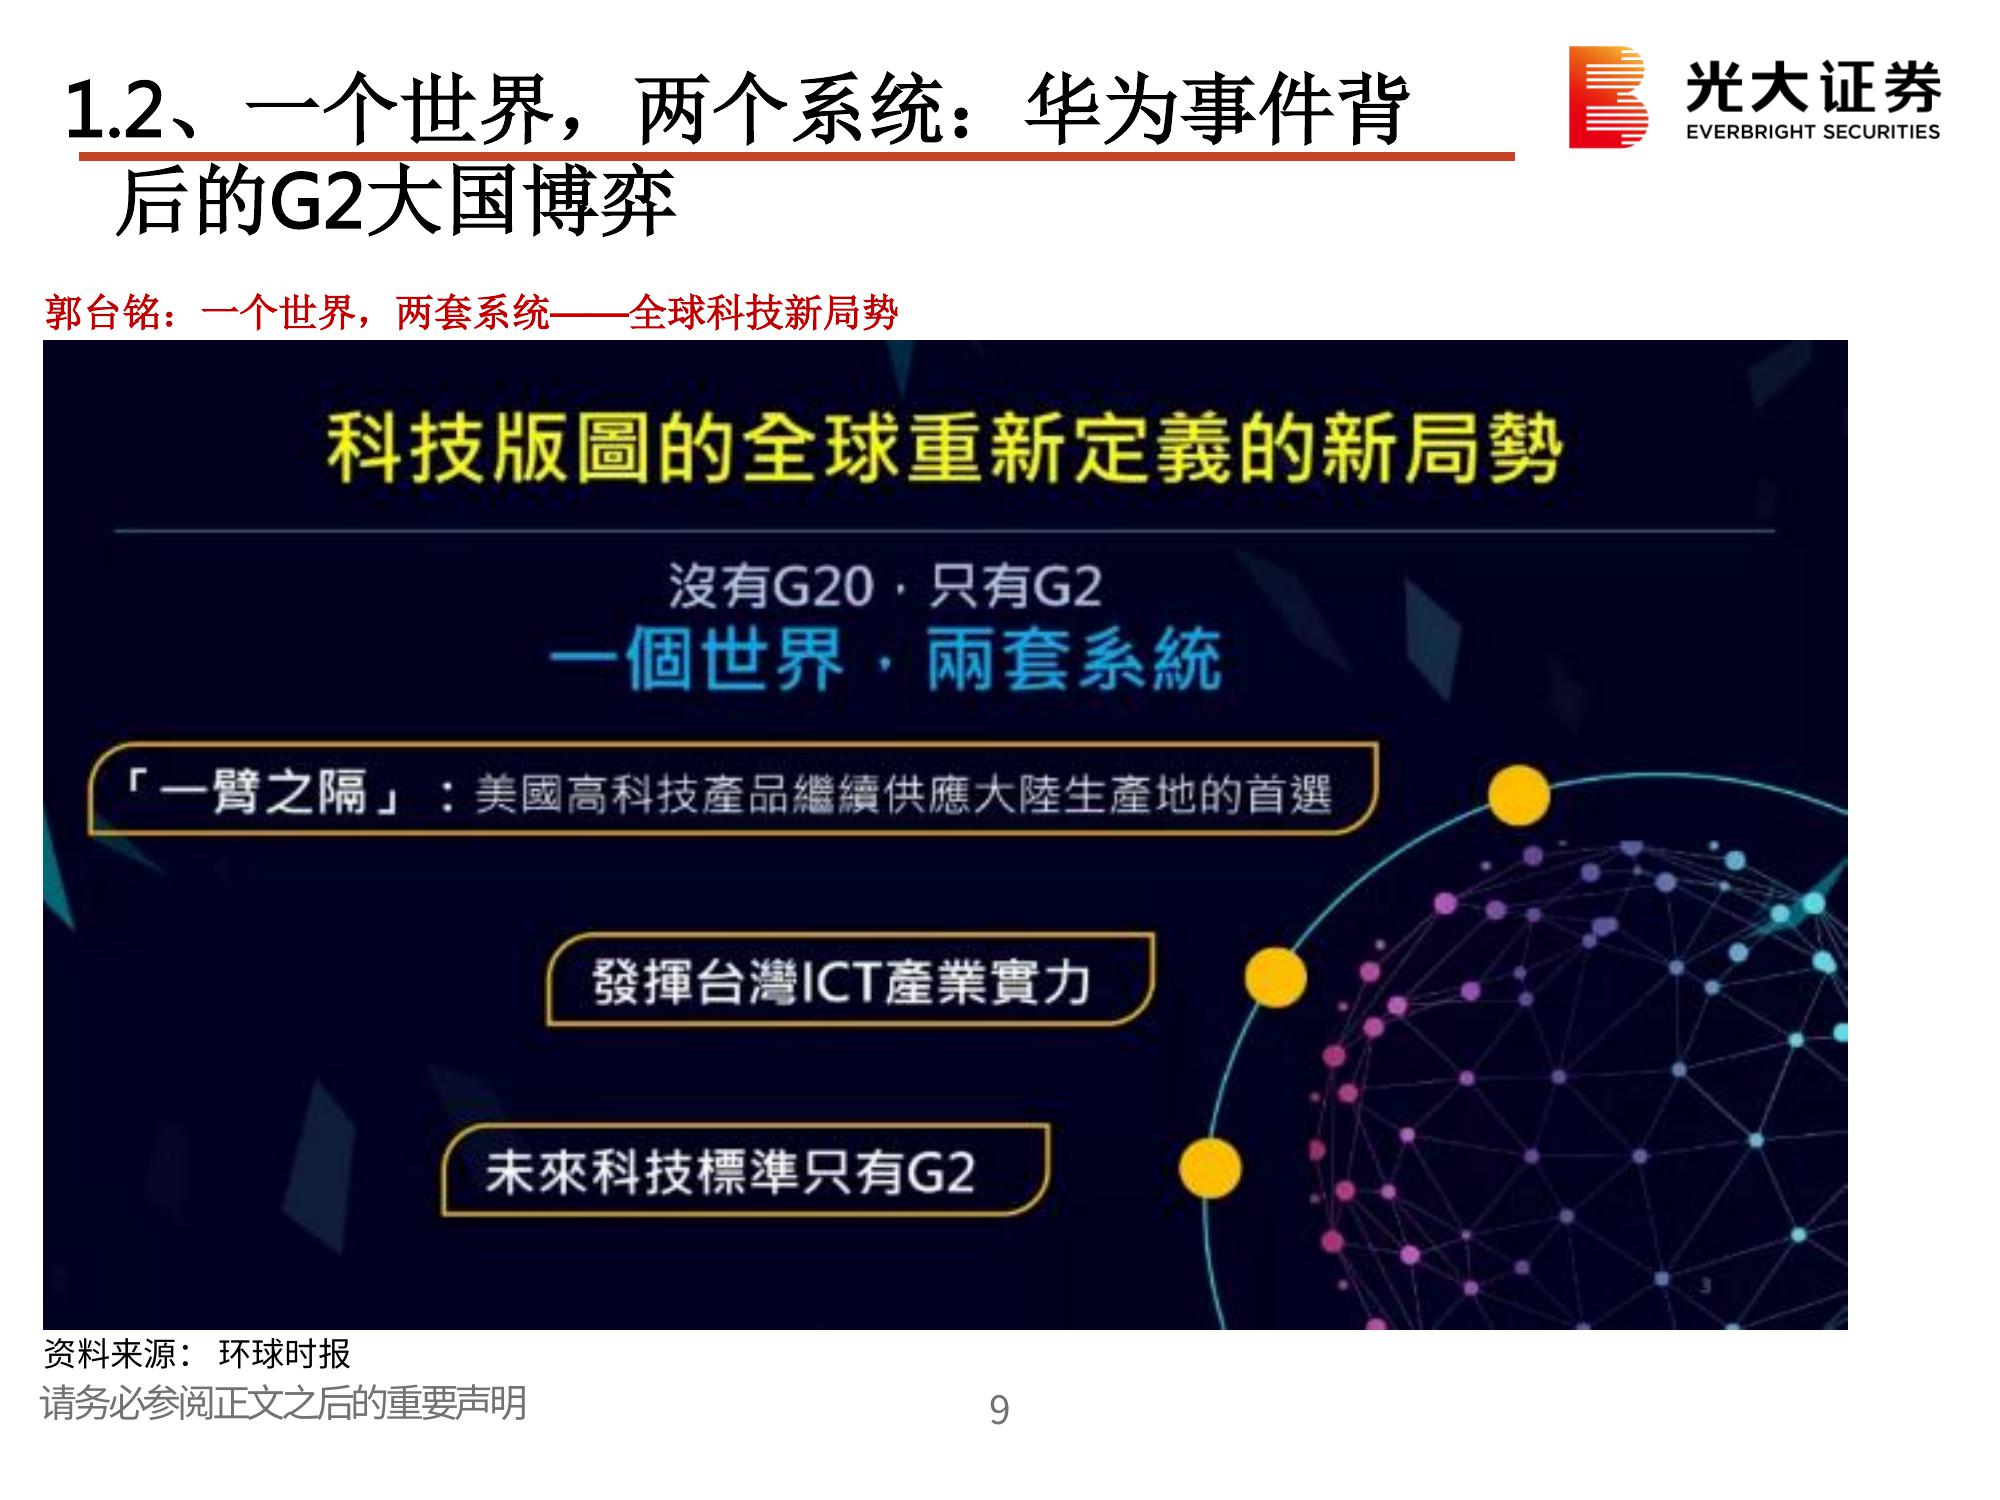 1.2、一个世界，两个系统：华为事件背
后的G2大国博弈
光大证券
EVERBRIGHT SECURITIES
郭台铭：一个世界，两套系统——全球科技新局势
科技版圖的全球重新定義的新局勢
沒有G20，只有G2
一個世界，兩套系統
「一臂之隔」：美國高科技產品繼續供應大陸生產地的首選
發揮台灣ICT產業實力
未來科技標準只有G2
3
资料来源： 环球时报
请务必参阅正文之后的重要声明
9